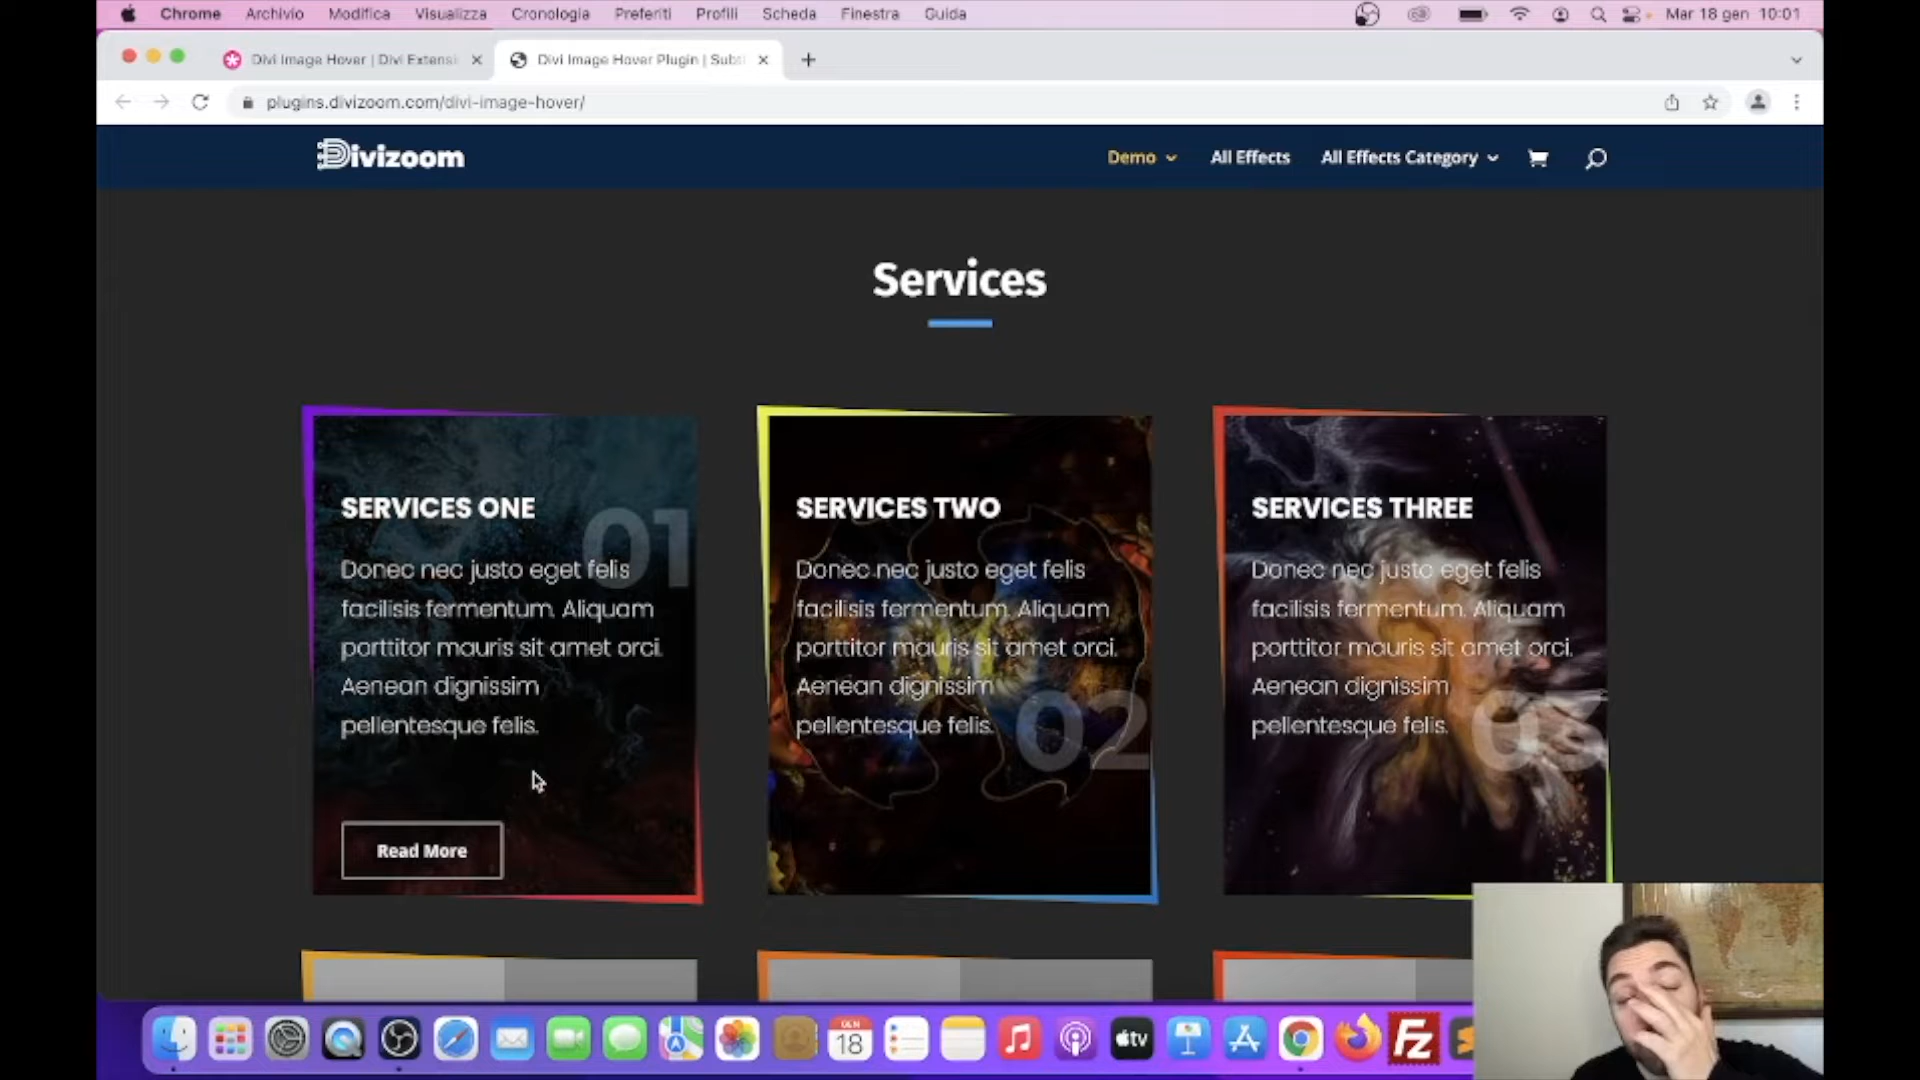 Chrome Archivio Modifica Visualizza Cronologia Preferiti Profili Scheda Finestra Guida Mar 18 gen 10:01
Divi Image Hover | Divi Extensi Divi Image Hover Plugin | Subs
plugins.divizoom.com/divi-image-hover/
Divizoom Demo All Effects All Effects Category
Services
SERVICES ONE
01
Donec nec justo eget felis
facilisis fermentum. Aliquam
porttitor mauris sit amet orci.
Aenean dignissim
pellentesque felis.
Read More
SERVICES TWO
Donec nec justo eget felis
facilisis fermentum. Aliquam
porttitor mauris sit amet orci.
Aenean dignissim
02
pellentesque felis.
SERVICES THREE
Donec nec justo eget felis
facilisis fermentum. Aliquam
porttitor mauris sit amet orci.
Aenean dignissim
03
pellentesque felis.
GEN
18
tv
FZ